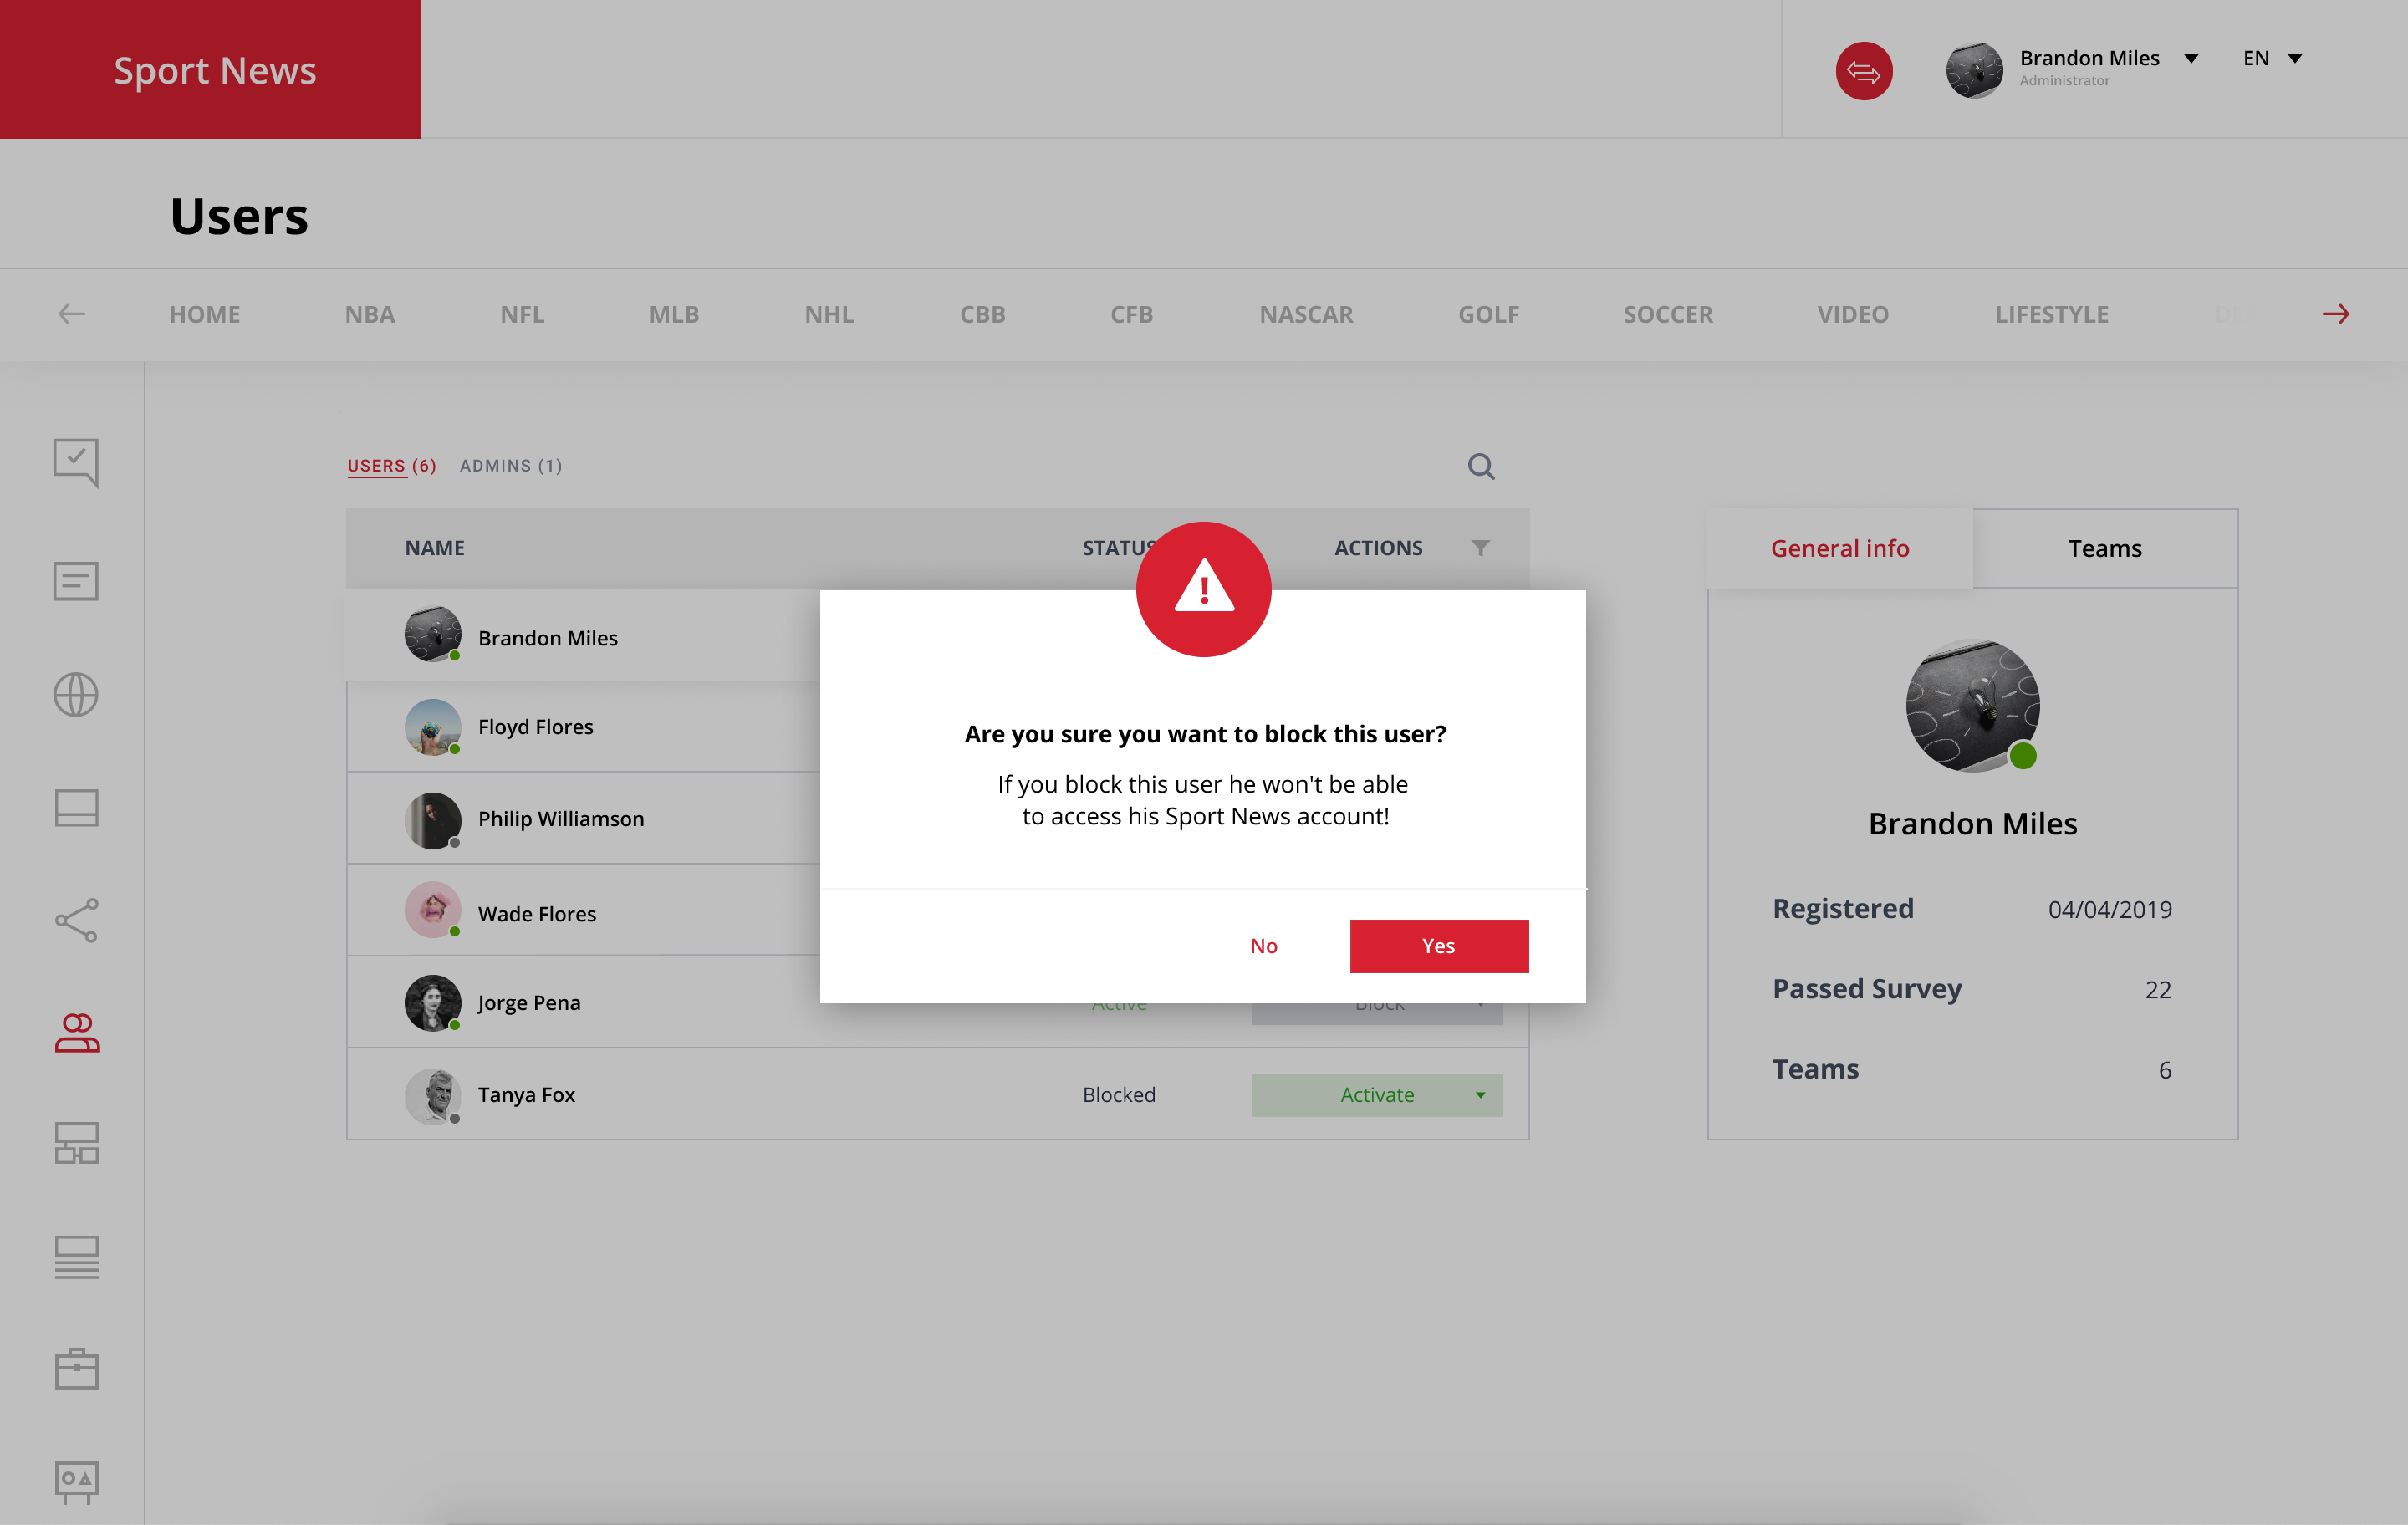 Sport News
Brandon Miles
Administrator
EN
Users
HOME NBA NFL MLB NHL CBB CFB NASCAR GOLF SOCCER VIDEO LIFESTYLE
USERS (6) ADMINS (1)
NAME STATUS ACTIONS
Brandon Miles
Floyd Flores
Philip Williamson
Wade Flores
Jorge Pena Active Block
Tanya Fox Blocked Activate
!
Are you sure you want to block this user?
If you block this user he won't be able
to access his Sport News account!
No Yes
General info Teams
Brandon Miles
Registered 04/04/2019
Passed Survey 22
Teams 6